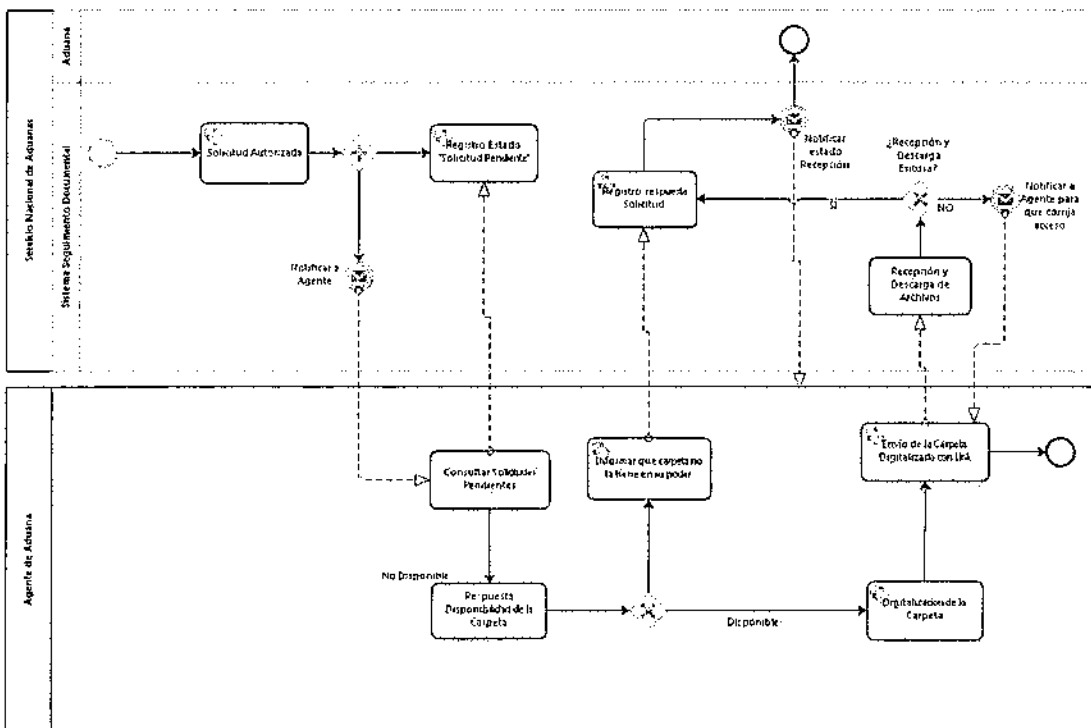 Servicio Nacional de Aduanas
Aduana
Sistema Seguimiento Documental
Solicitud Autorizada
Registro Estado
"Solicitud Pendiente"
Notificar a
Agente
Registro respuesta
Solicitud
Notificar
estado
Recepción
¿Recepción y
Descarga
Exitosa?
SI
NO
Notificar a
Agente para
que corrija
acceso
Recepción y
Descarga de
Archivos
Agente de Aduana
Consultar Solicitudes
Pendientes
Informar que carpeta no
la tiene en su poder
Envío de la Carpeta
Digitalizada con
No Disponible
Respuesta
Disponibilidad de la
Carpeta
Disponible
Digitalización de la
Carpeta